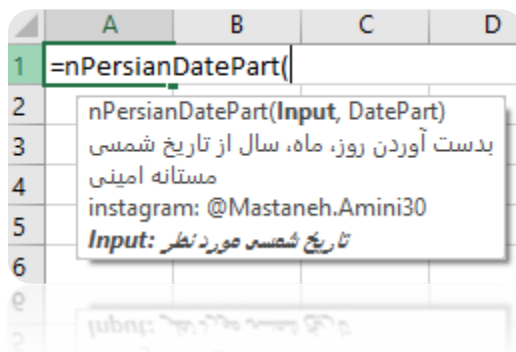 A B C D
1 =nPersianDatePart(
2 nPersianDatePart(Input, DatePart)
3 بدست آوردن روز، ماه، سال از تاریخ شمسی
4 مستانه امینی
5 instagram: @Mastaneh.Amini30
6 Input: تاریخ شمسی مورد نظر